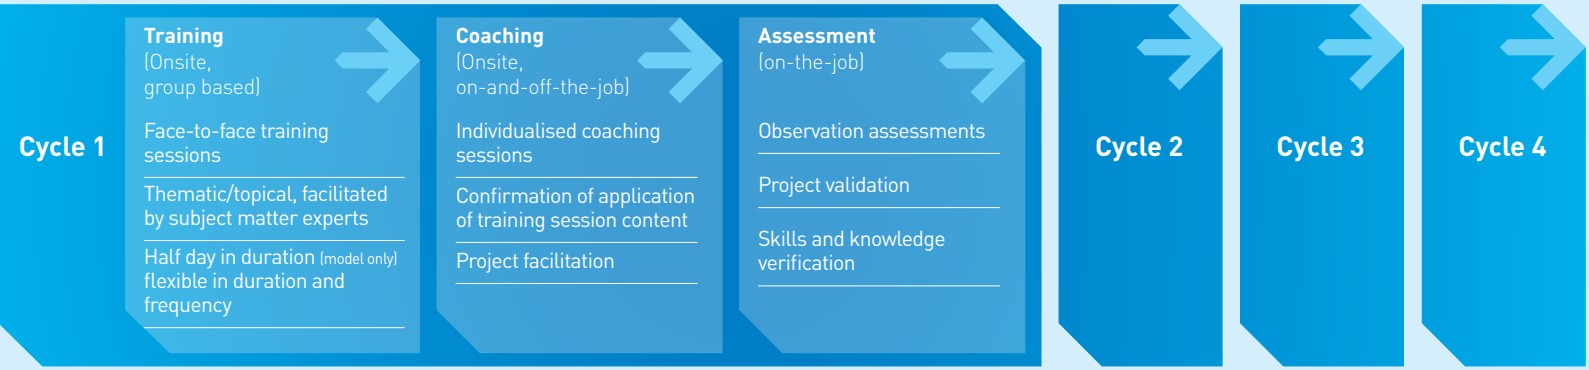 Cycle 1
Training
(Onsite,
group based)
Face-to-face training
sessions
Thematic/topical, facilitated
by subject matter experts
Half day in duration (model only)
flexible in duration and
frequency
Coaching
(Onsite,
on-and-off-the-job)
Individualised coaching
sessions
Confirmation of application
of training session content
Project facilitation
Assessment
(on-the-job)
Observation assessments
Project validation
Skills and knowledge
verification
Cycle 2
Cycle 3
Cycle 4